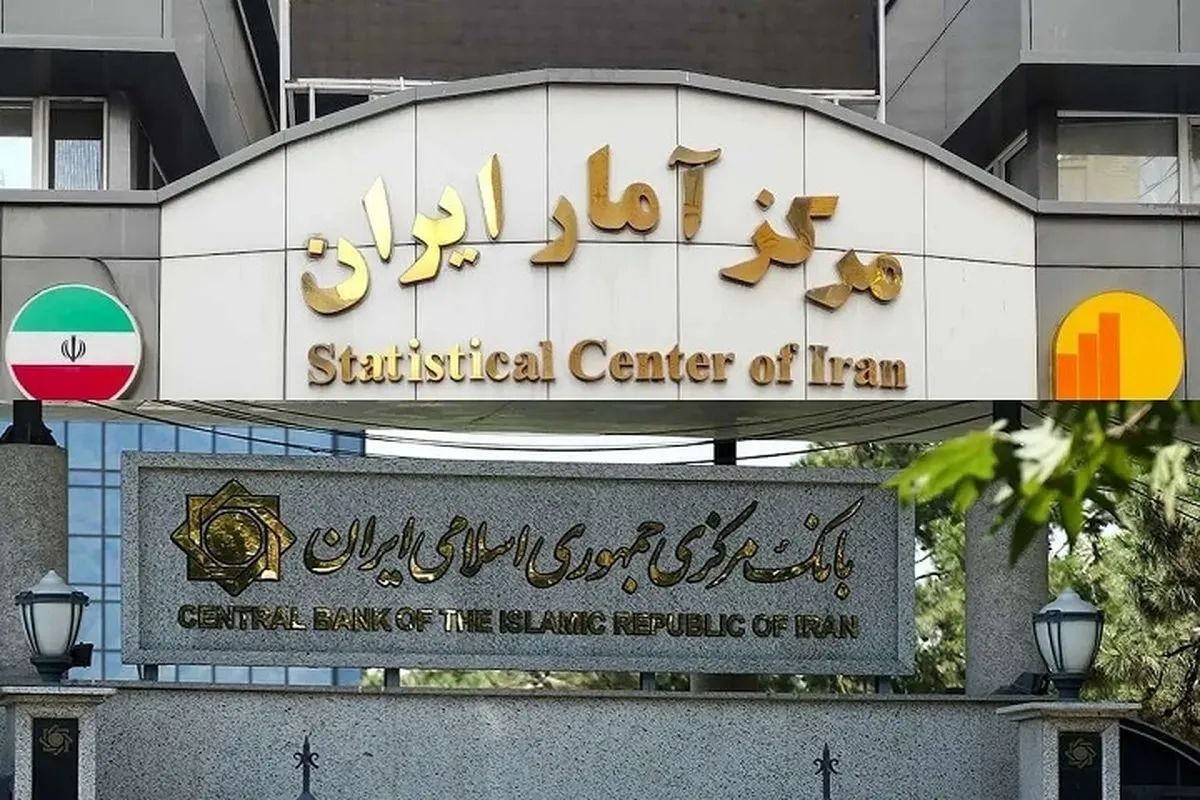 مرکز آمار ایران
Statistical Center of Iran
بانک مرکزی جمهوری اسلامی ایران
CENTRAL BANK OF THE ISLAMIC REPUBLIC OF IRAN